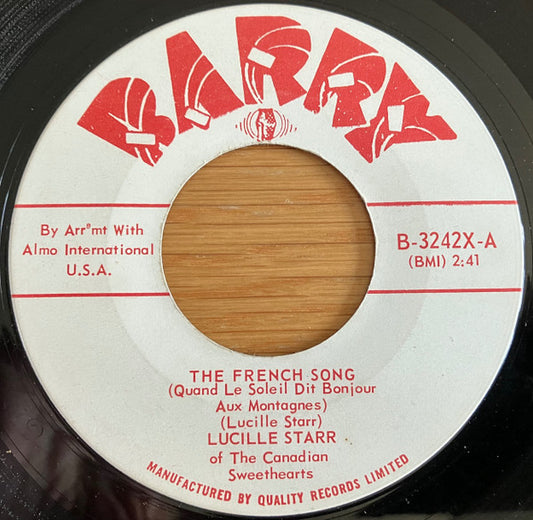 BARRY
By Arr'mt With
Almo International
U.S.A.
B-3242X-A
(BMI) 2:41
THE FRENCH SONG
(Quand Le Soleil Dit Bonjour
Aux Montagnes)
(Lucille Starr)
LUCILLE STARR
of The Canadian
Sweethearts
MANUFACTURED BY QUALITY RECORDS LIMITED